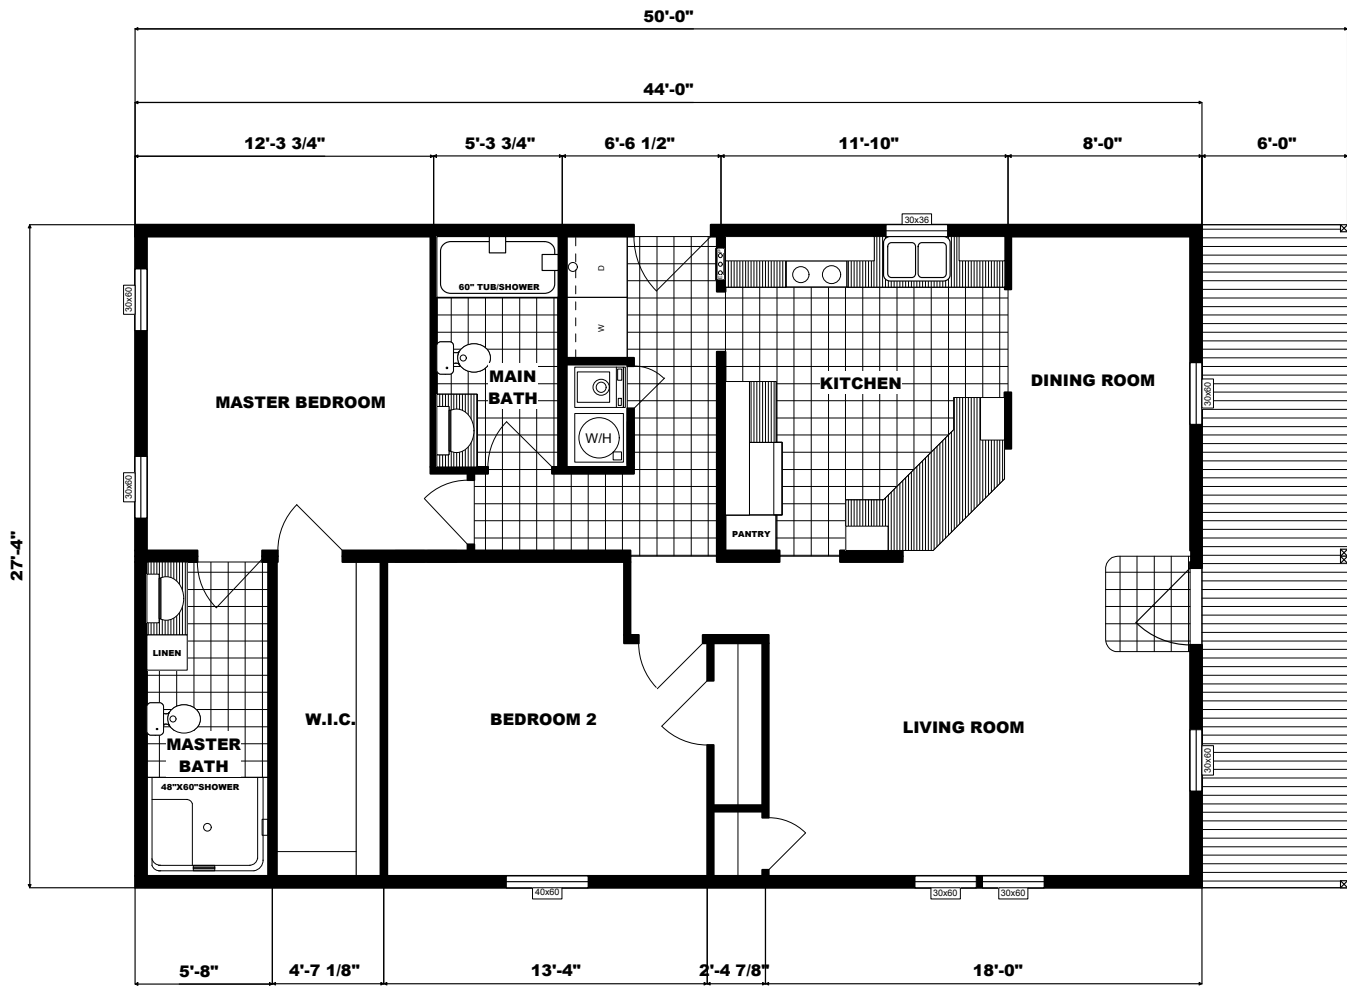 50'-0"
44'-0"
12'-3 3/4"
5'-3 3/4"
6'-6 1/2"
11'-10"
8'-0"
6'-0"
30x36
60" TUB/SHOWER
D
W
30x60
MAIN
BATH
KITCHEN
DINING ROOM
30x60
MASTER BEDROOM
W/H
30x60
PANTRY
27'-4"
LINEN
W.I.C.
BEDROOM 2
LIVING ROOM
MASTER
BATH
30x60
48"X60"SHOWER
40x60
30x60
30x60
5'-8"
4'-7 1/8"
13'-4"
2'-4 7/8"
18'-0"